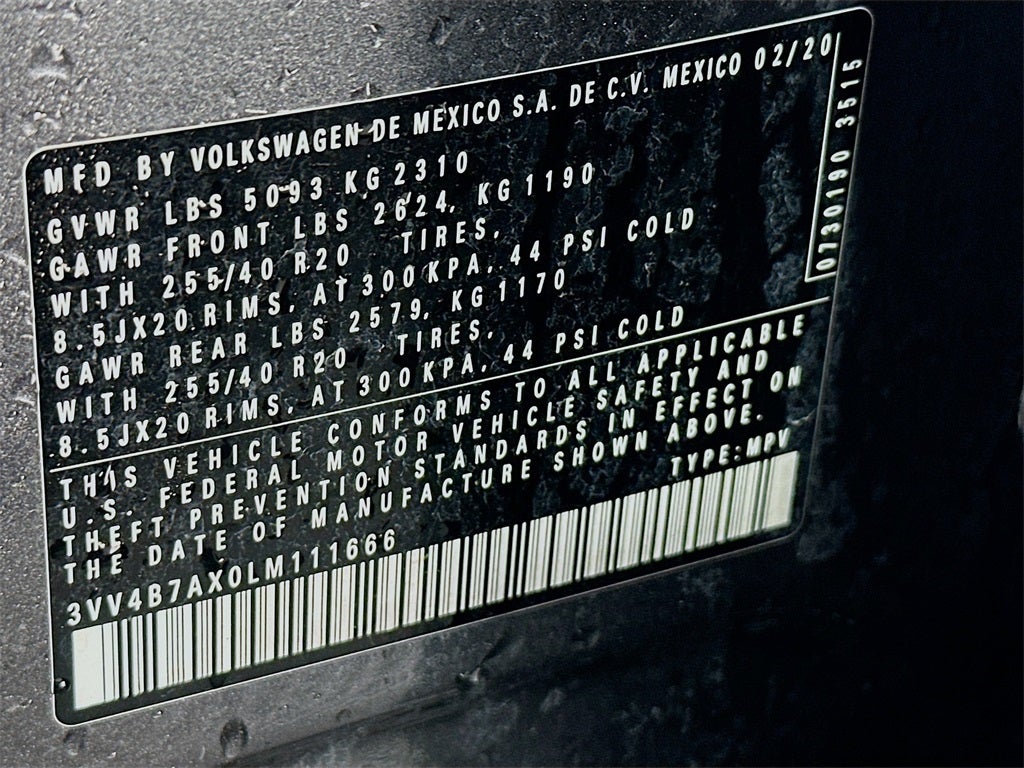 MFD BY VOLKSWAGEN DE MEXICO S.A. DE C.V. MEXICO 02/20
GVWR LBS 5093 KG 2310
GAWR FRONT LBS 2624, KG 1190
WITH 255/40 R20 TIRES,
8.5JX20 RIMS, AT 300 KPA, 44 PSI COLD
GAWR REAR LBS 2579, KG 1170
WITH 255/40 R20 TIRES,
8.5JX20 RIMS, AT 300 KPA, 44 PSI COLD
0730190 3515
THIS VEHICLE CONFORMS TO ALL APPLICABLE
U.S. FEDERAL MOTOR VEHICLE SAFETY AND
THEFT PREVENTION STANDARDS IN EFFECT ON
THE DATE OF MANUFACTURE SHOWN ABOVE.
TYPE:MPV
3VV4B7AX0LM111666